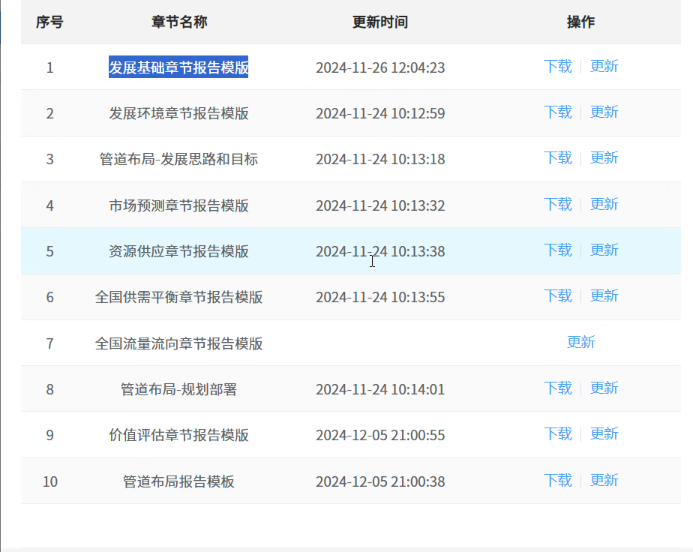 序号 章节名称 更新时间 操作
1 发展基础章节报告模版 2024-11-26 12:04:23 下载 更新
2 发展环境章节报告模版 2024-11-24 10:12:59 下载 更新
3 管道布局-发展思路和目标 2024-11-24 10:13:18 下载 更新
4 市场预测章节报告模版 2024-11-24 10:13:32 下载 更新
5 资源供应章节报告模版 2024-11-24 10:13:38 下载 更新
6 全国供需平衡章节报告模版 2024-11-24 10:13:55 下载 更新
7 全国流量流向章节报告模版 更新
8 管道布局-规划部署 2024-11-24 10:14:01 下载 更新
9 价值评估章节报告模版 2024-12-05 21:00:55 下载 更新
10 管道布局报告模板 2024-12-05 21:00:38 下载 更新